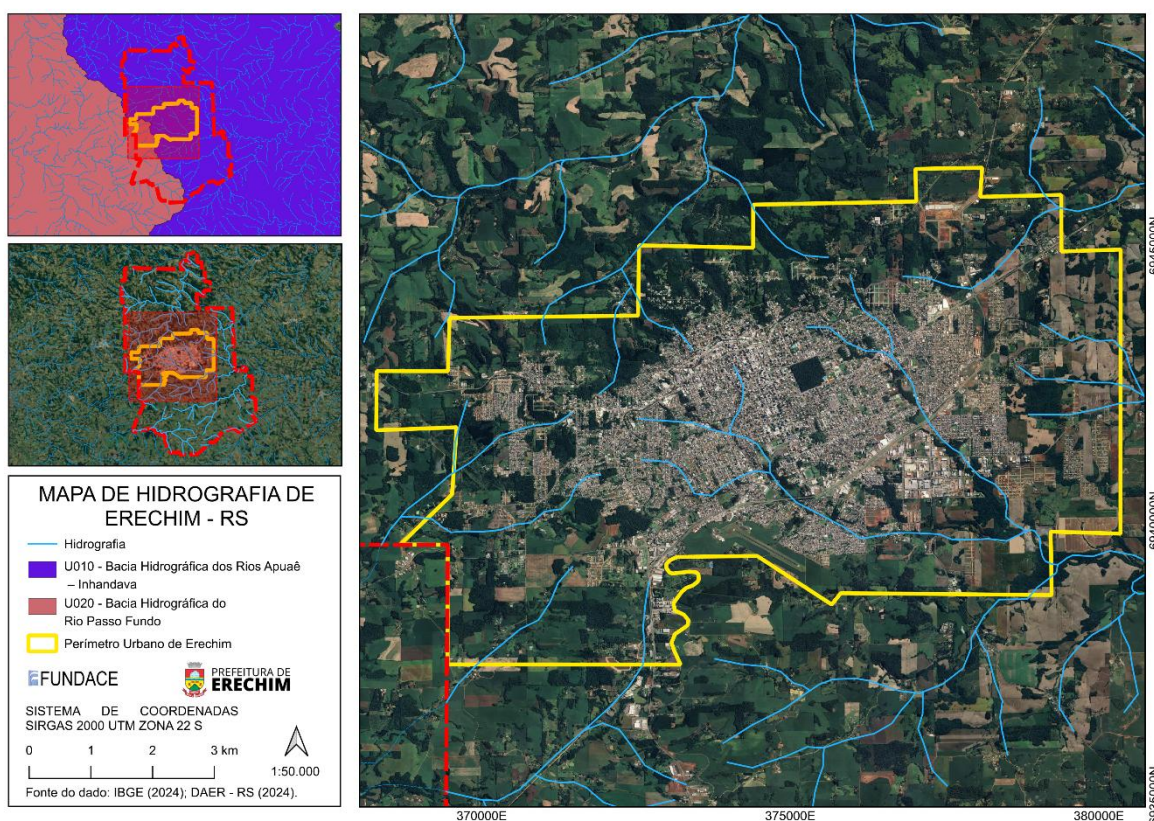 MAPA DE HIDROGRAFIA DE
ERECHIM - RS
Hidrografia
U010 - Bacia Hidrográfica dos Rios Apuaê
– Inhandava
U020 - Bacia Hidrográfica do
Rio Passo Fundo
Perímetro Urbano de Erechim
FUNDACE
PREFEITURA DE
ERECHIM
SISTEMA DE COORDENADAS
SIRGAS 2000 UTM ZONA 22 S
0 1 2 3 km
1:50.000
Fonte do dado: IBGE (2024); DAER - RS (2024).
6945000N
6940000N
6935000N
370000E 375000E 380000E